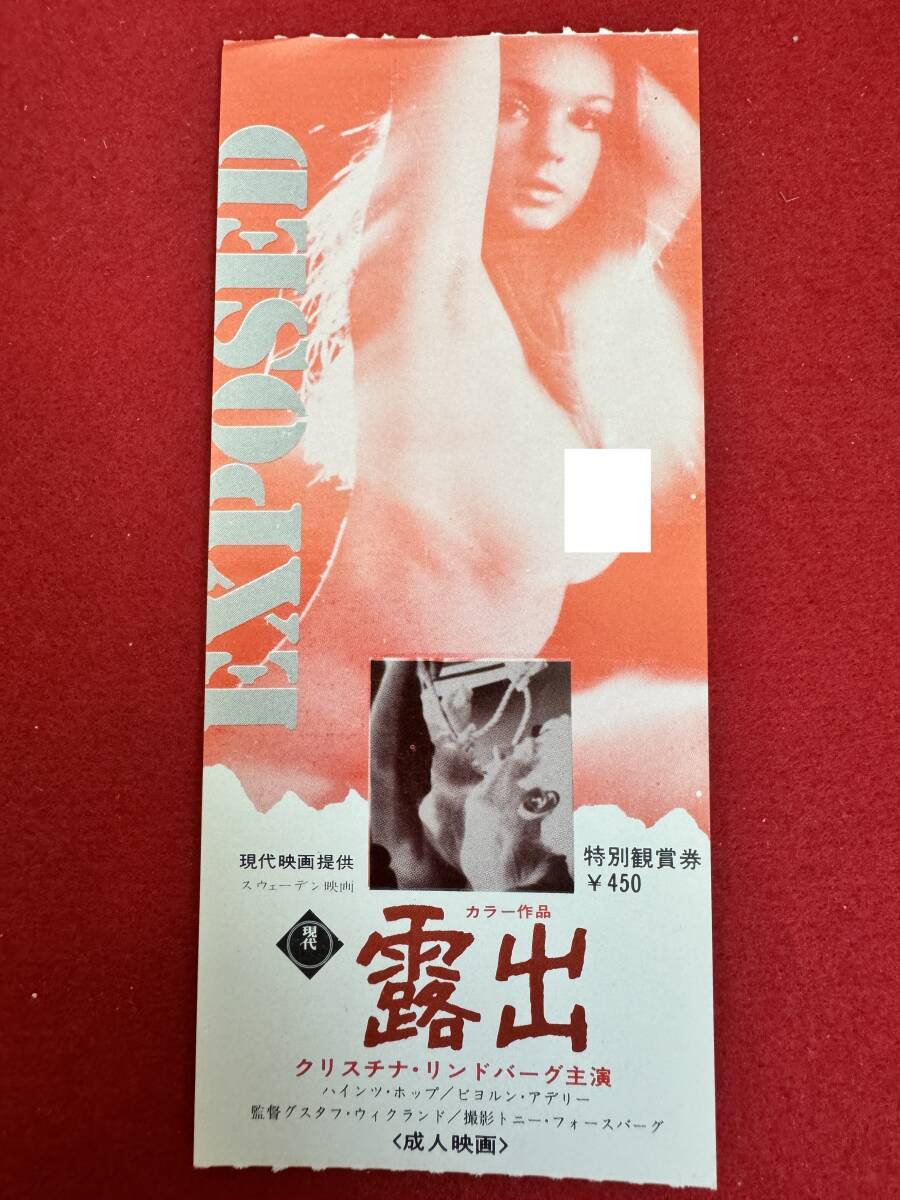 EXPOSED
現代映画提供
スウェーデン映画
特別観賞券
￥450
現代
カラー作品
露出
クリスチナ・リンドバーグ主演
ハインツ・ホップ/ビヨルン・アデリー
監督グスタフ・ウィクランド/撮影トニー・フォースバーグ
〈成人映画〉